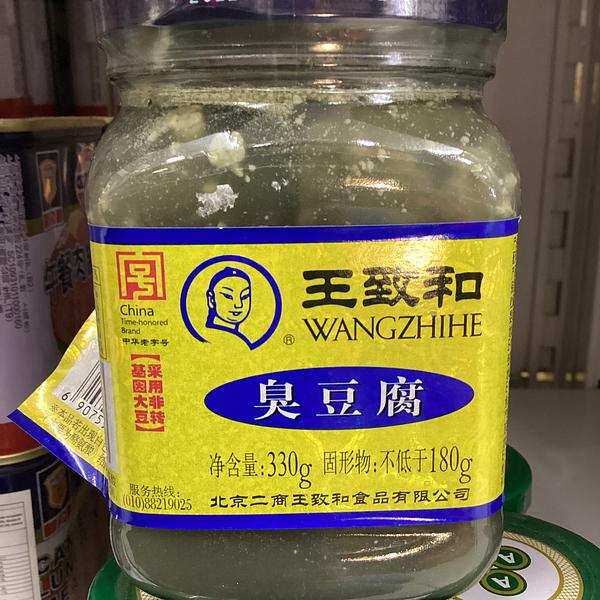 号
China
Time-honored
Brand
中华老字号
王致和
®
WANGZHIHE
【采用非转
基因大豆】
臭豆腐
净含量:330g 固形物:不低于180g
服务热线:
(010)88219025
北京二商王致和食品有限公司